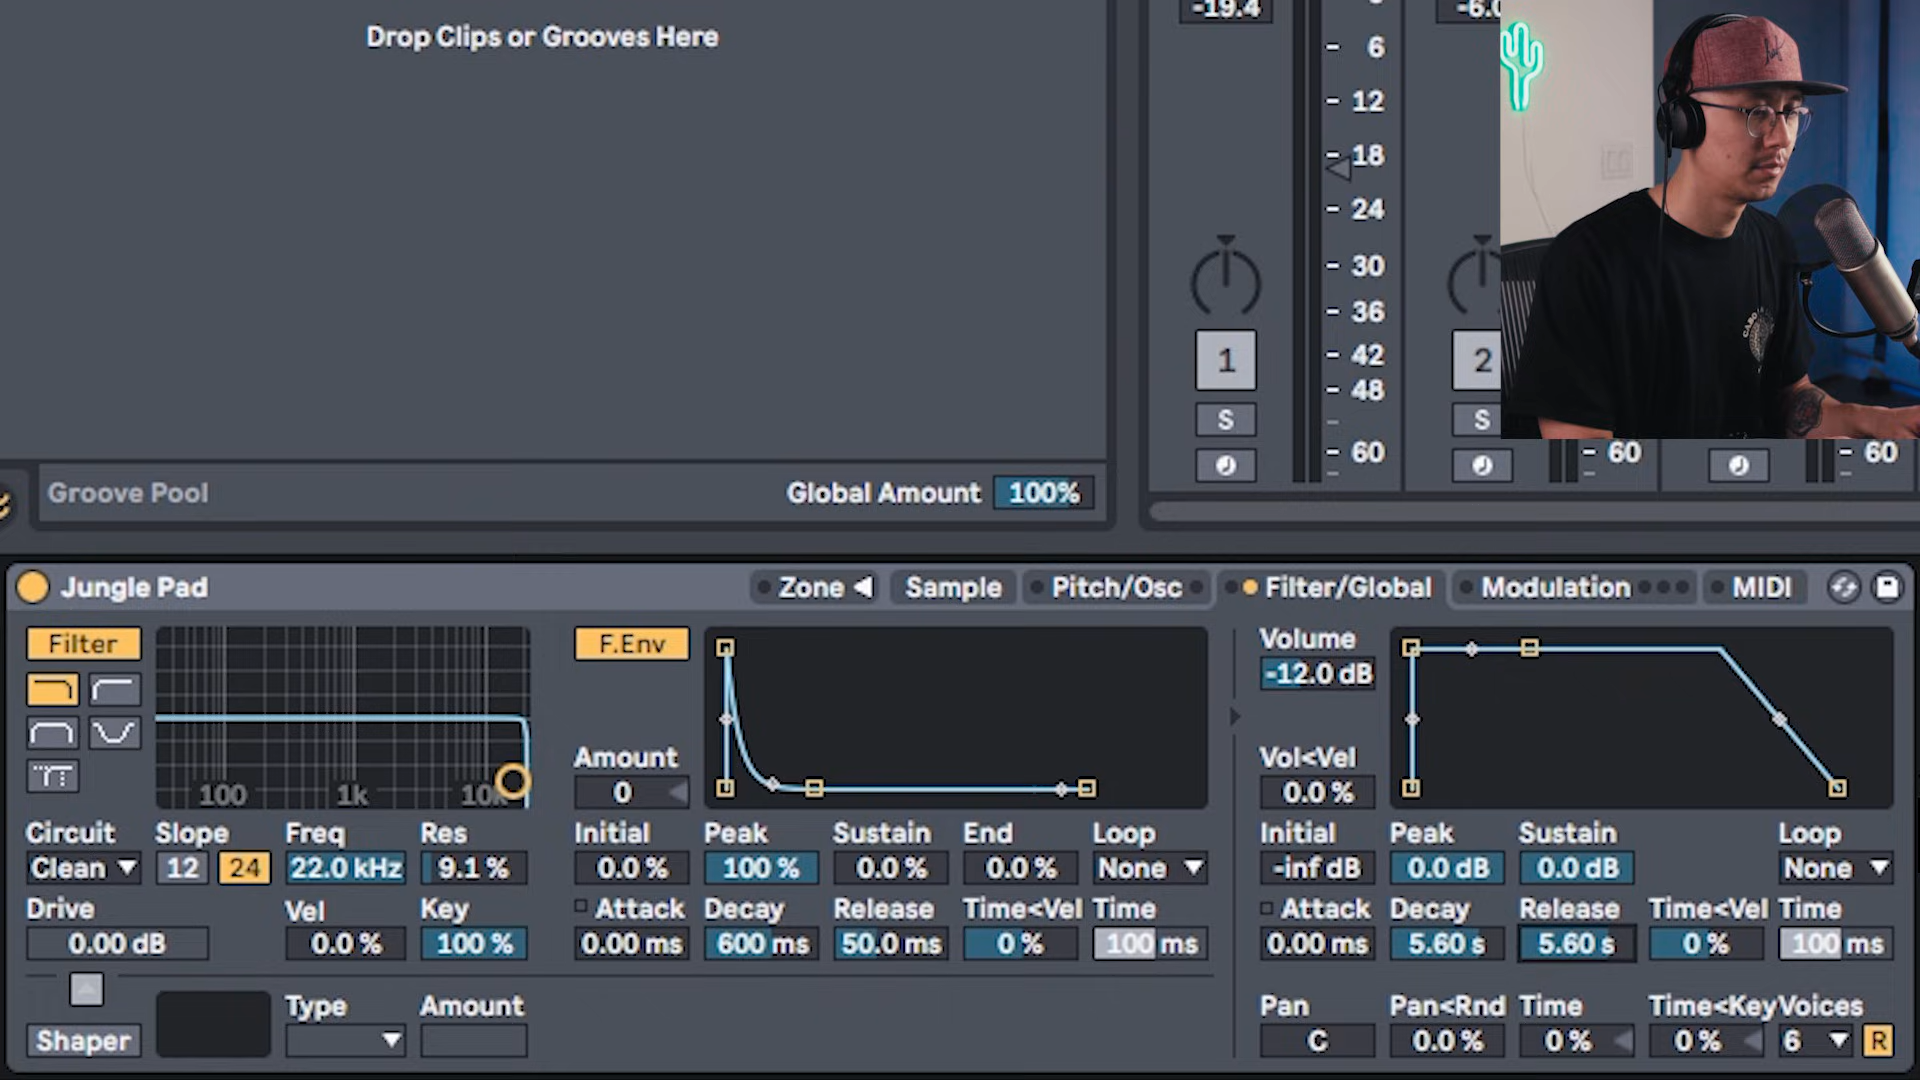 Drop Clips or Grooves Here
-19.4
-6.0
6
12
18
24
30
36
42
48
60
1
2
S
S
60
60
Groove Pool
Global Amount
100%
Jungle Pad
Zone
Sample
Pitch/Osc
Filter/Global
Modulation
MIDI
Filter
100
1k
10k
F.Env
Amount
0
Volume
-12.0 dB
Vol<Vel
0.0 %
Circuit
Slope
Freq
Res
Initial
Peak
Sustain
End
Loop
Initial
Peak
Sustain
Loop
Clean
12
24
22.0 kHz
9.1 %
0.0 %
100 %
0.0 %
0.0 %
None
-inf dB
0.0 dB
0.0 dB
None
Drive
Vel
Key
Attack
Decay
Release
Time<Vel
Time
Attack
Decay
Release
Time<Vel
Time
0.00 dB
0.0 %
100 %
0.00 ms
600 ms
50.0 ms
0 %
100 ms
0.00 ms
5.60 s
5.60 s
0 %
100 ms
Type
Amount
Pan
Pan<Rnd
Time
Time<Key
Voices
Shaper
C
0.0 %
0 %
0 %
6
R